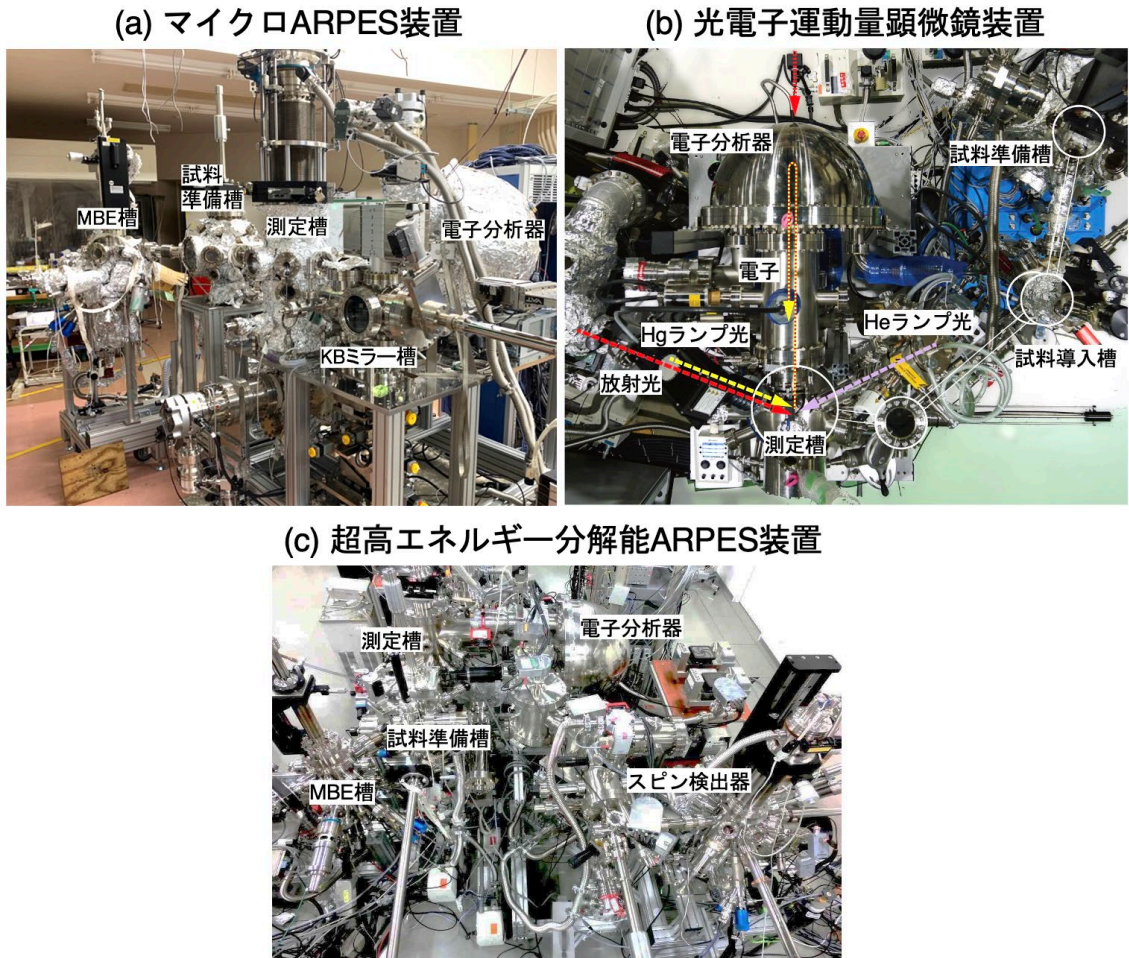 (a) マイクロARPES装置
(b) 光電子運動量顕微鏡装置
MBE槽
試料
準備槽
測定槽
電子分析器
KBミラー槽
電子分析器
試料準備槽
電子
Hgランプ光
Heランプ光
放射光
試料導入槽
測定槽
(c) 超高エネルギー分解能ARPES装置
測定槽
電子分析器
試料準備槽
MBE槽
スピン検出器